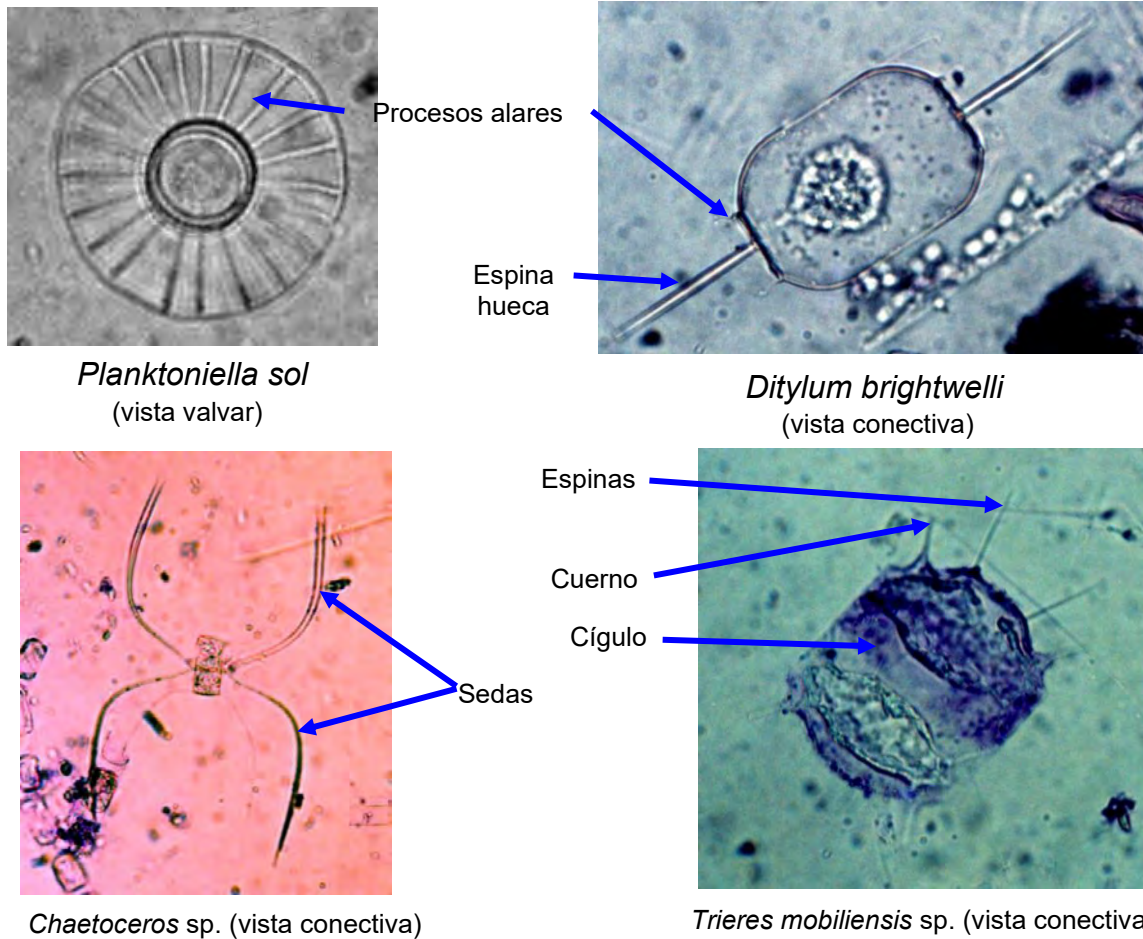 Procesos alares
Espina
hueca
Planktoniella sol
(vista valvar)
Ditylum brightwelli
(vista conectiva)
Espinas
Cuerno
Cígulo
Sedas
Chaetoceros sp. (vista conectiva)
Trieres mobiliensis sp. (vista conectiva